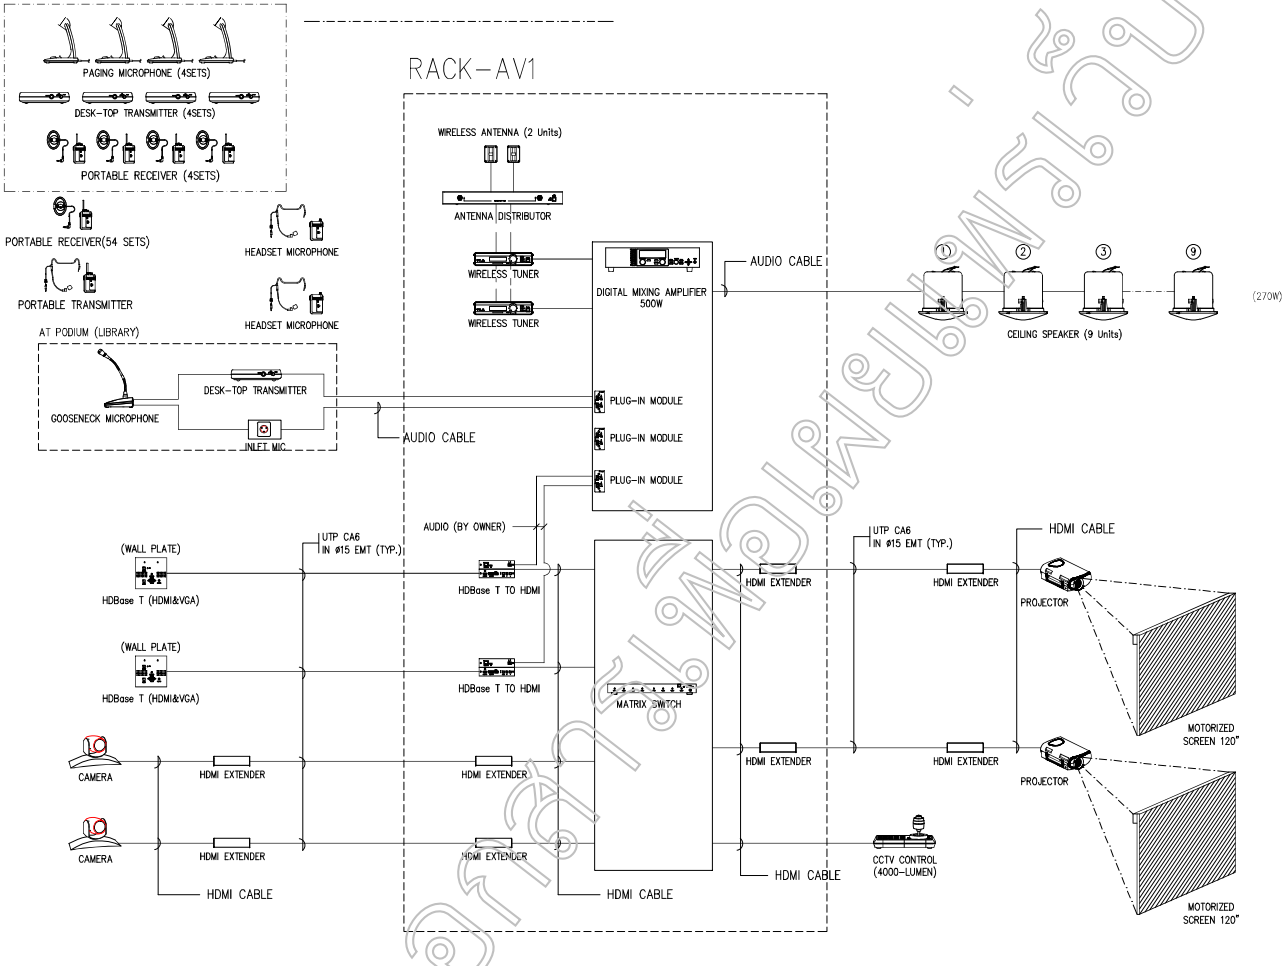 PAGING MICROPHONE (4SETS)
DESK-TOP TRANSMITTER (4SETS)
PORTABLE RECEIVER (4SETS)
PORTABLE RECEIVER(54 SETS)
HEADSET MICROPHONE
PORTABLE TRANSMITTER
HEADSET MICROPHONE
AT PODIUM (LIBRARY)
DESK-TOP TRANSMITTER
GOOSENECK MICROPHONE
INLET MIC
AUDIO CABLE
RACK-AV1
WIRELESS ANTENNA (2 Units)
ANTENNA DISTRIBUTOR
WIRELESS TUNER
WIRELESS TUNER
DIGITAL MIXING AMPLIFIER
500W
PLUG-IN MODULE
PLUG-IN MODULE
PLUG-IN MODULE
AUDIO CABLE
1
2
3
9
(270W)
CEILING SPEAKER (9 Units)
AUDIO (BY OWNER)
UTP CA6
IN ø15 EMT (TYP.)
(WALL PLATE)
HDBase T (HDMI&VGA)
HDBase T TO HDMI
(WALL PLATE)
HDBase T (HDMI&VGA)
HDBase T TO HDMI
MATRIX SWITCH
CAMERA
HDMI EXTENDER
HDMI EXTENDER
CAMERA
HDMI EXTENDER
HDMI EXTENDER
HDMI CABLE
HDMI CABLE
HDMI CABLE
UTP CA6
IN ø15 EMT (TYP.)
HDMI CABLE
HDMI EXTENDER
HDMI EXTENDER
PROJECTOR
MOTORIZED
SCREEN 120"
HDMI EXTENDER
HDMI EXTENDER
PROJECTOR
CCTV CONTROL
(4000-LUMEN)
MOTORIZED
SCREEN 120"